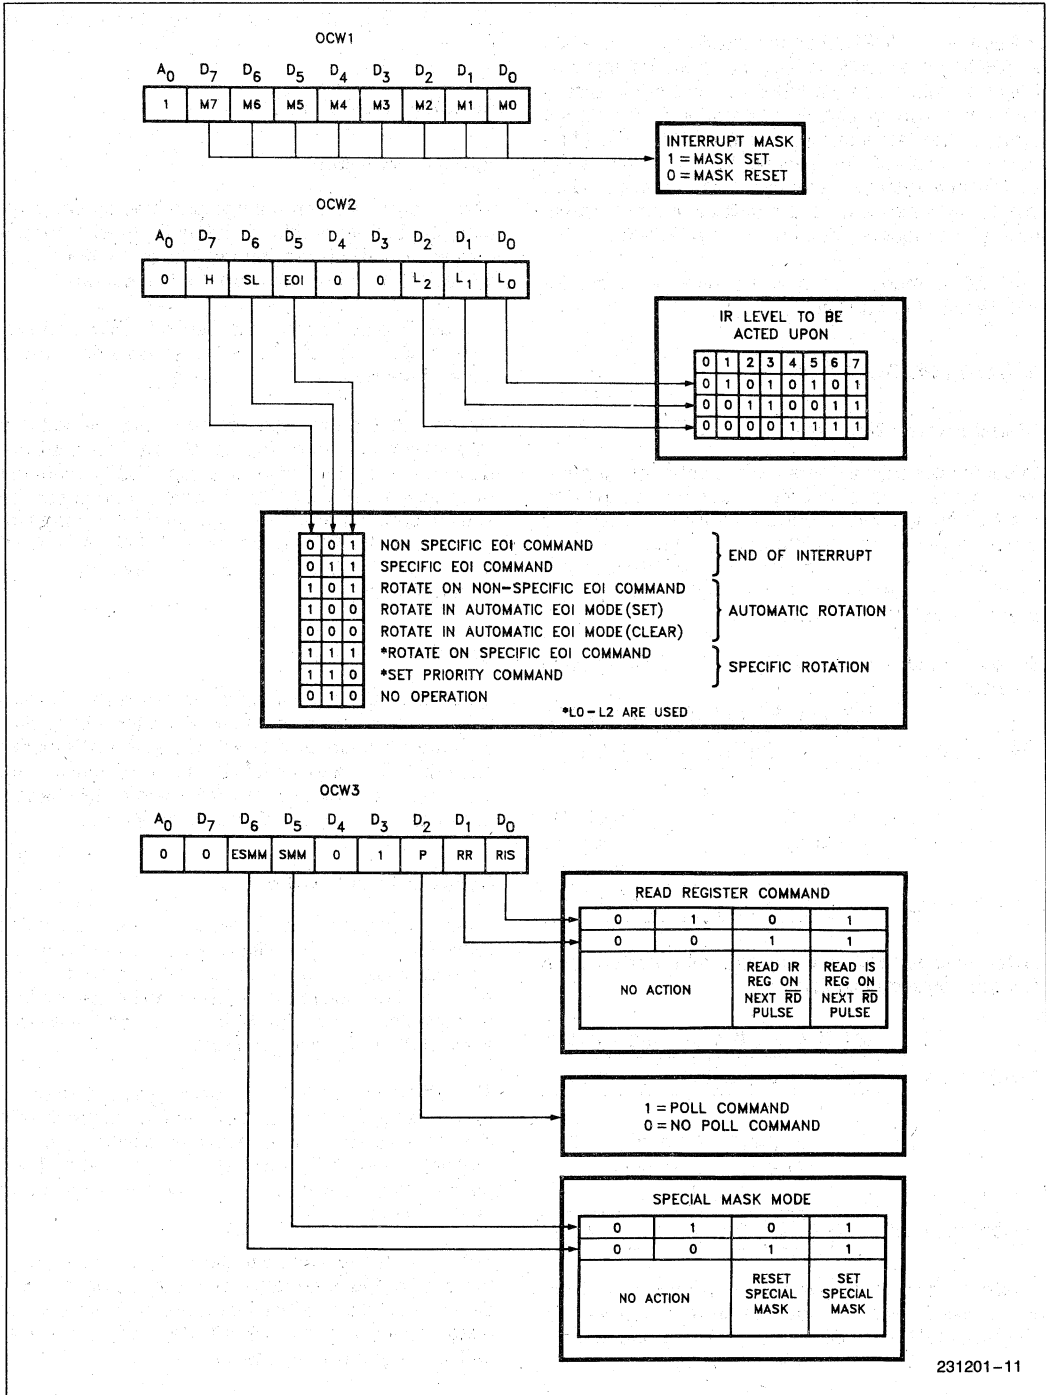 OCW1
A0 D7 D6 D5 D4 D3 D2 D1 D0
1 M7 M6 M5 M4 M3 M2 M1 M0
INTERRUPT MASK
1 = MASK SET
0 = MASK RESET
OCW2
A0 D7 D6 D5 D4 D3 D2 D1 D0
0 H SL EOI 0 0 L2 L1 L0
IR LEVEL TO BE
ACTED UPON
0 1 2 3 4 5 6 7
0 1 0 1 0 1 0 1
0 0 1 1 0 0 1 1
0 0 0 0 1 1 1 1
0 0 1 NON SPECIFIC EOI COMMAND
0 1 1 SPECIFIC EOI COMMAND
END OF INTERRUPT
1 0 1 ROTATE ON NON-SPECIFIC EOI COMMAND
1 0 0 ROTATE IN AUTOMATIC EOI MODE (SET)
0 0 0 ROTATE IN AUTOMATIC EOI MODE (CLEAR)
AUTOMATIC ROTATION
1 1 1 *ROTATE ON SPECIFIC EOI COMMAND
1 1 0 *SET PRIORITY COMMAND
SPECIFIC ROTATION
0 1 0 NO OPERATION
*L0-L2 ARE USED
OCW3
A0 D7 D6 D5 D4 D3 D2 D1 D0
0 0 ESMM SMM 0 1 P RR RIS
READ REGISTER COMMAND
0 1 0 1
0 0 1 1
NO ACTION
READ IR
REG ON
NEXT RD
PULSE
READ IS
REG ON
NEXT RD
PULSE
1 = POLL COMMAND
0 = NO POLL COMMAND
SPECIAL MASK MODE
0 1 0 1
0 0 1 1
NO ACTION
RESET
SPECIAL
MASK
SET
SPECIAL
MASK
231201-11